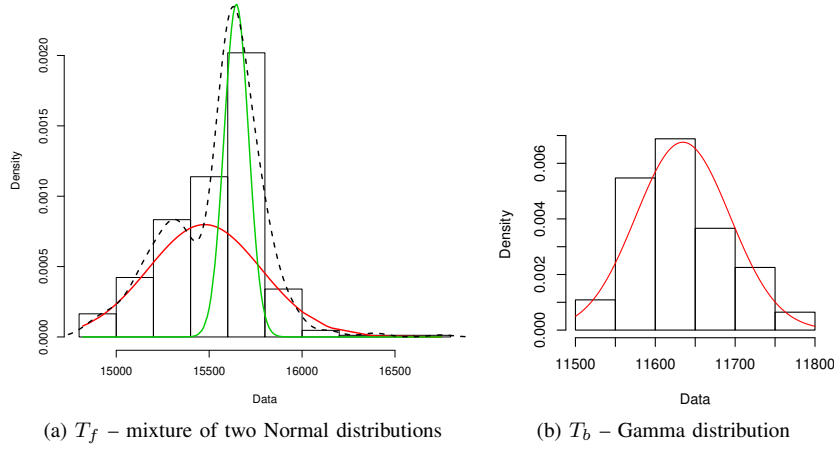 0.0000 0.0005 0.0010 0.0015 0.0020
Density
15000 15500 16000 16500
Data
(a) T_f – mixture of two Normal distributions
0.000 0.002 0.004 0.006
Density
11500 11600 11700 11800
Data
(b) T_b – Gamma distribution